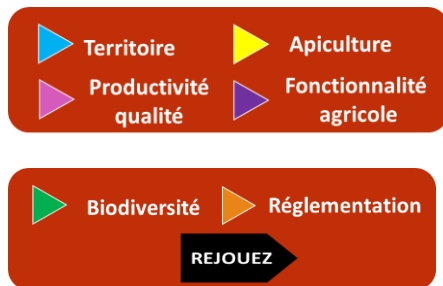 Territoire Apiculture
Productivité Fonctionnalité
qualité agricole
Biodiversité Réglementation
REJOUEZ